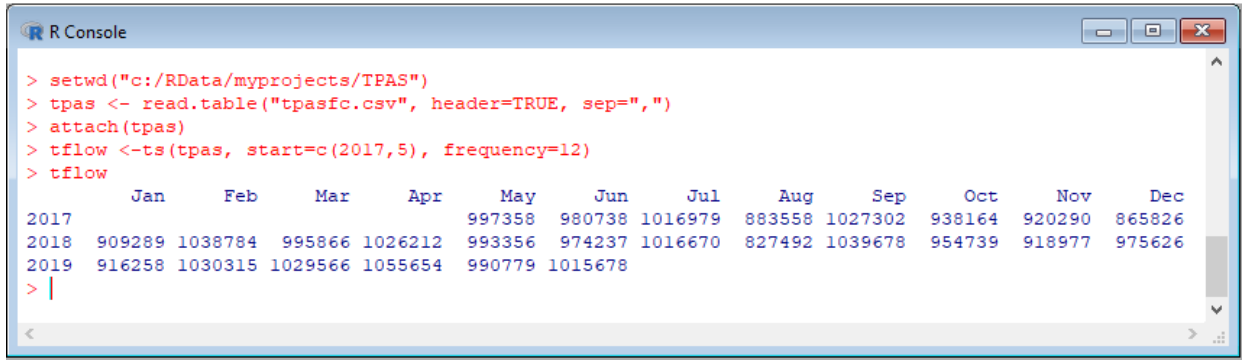 R Console
> setwd("c:/RData/myprojects/TPAS")
> tpas <- read.table("tpasfc.csv", header=TRUE, sep=",")
> attach(tpas)
> tflow <-ts(tpas, start=c(2017,5), frequency=12)
> tflow
Jan Feb Mar Apr May Jun Jul Aug Sep Oct Nov Dec
2017 997358 980738 1016979 883558 1027302 938164 920290 865826
2018 909289 1038784 995866 1026212 993356 974237 1016670 827492 1039678 954739 918977 975626
2019 916258 1030315 1029566 1055654 990779 1015678
>